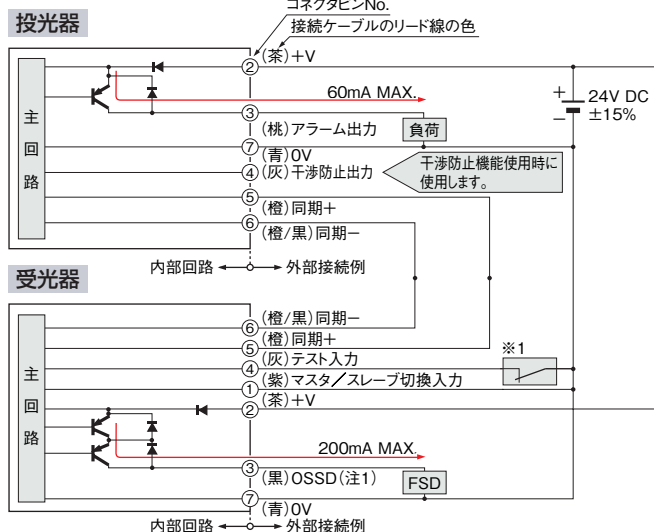 コネクタピンNo.
投光器
接続ケーブルのリード線の色
②
(茶)+V
60mA MAX.
+
−
24V DC
±15%
③
(桃)アラーム出力
負荷
主回路
⑦
(青)0V
④
(灰)干渉防止出力
干渉防止機能使用時に
使用します。
⑤
(橙)同期+
⑥
(橙/黒)同期−
内部回路
外部接続例
受光器
⑥
(橙/黒)同期−
⑤
(橙)同期+
④
(灰)テスト入力
※1
①
(紫)マスタ/スレーブ切換入力
②
(茶)+V
主回路
200mA MAX.
③
(黒)OSSD(注1)
FSD
⑦
(青)0V
内部回路
外部接続例